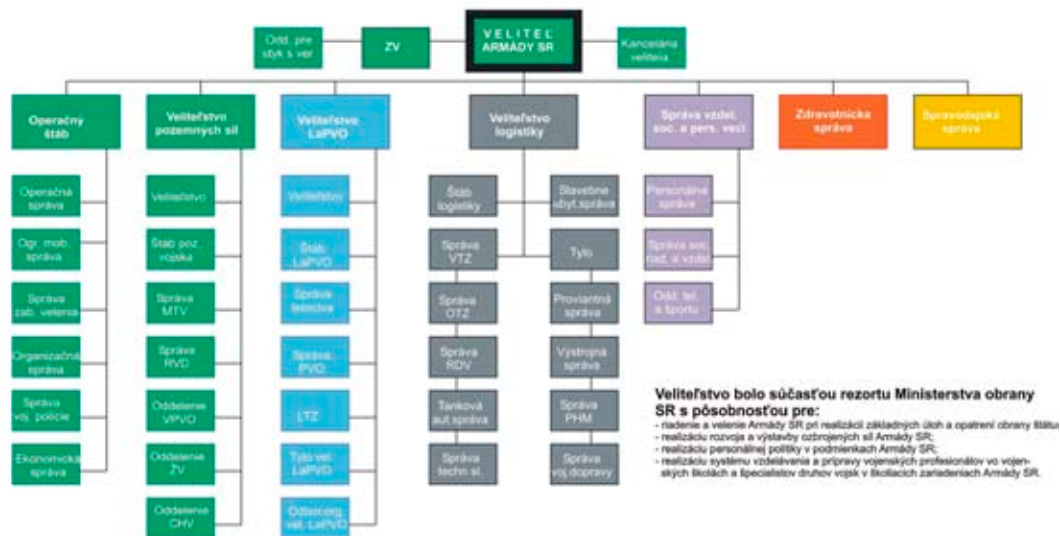 VELITEĽ
ARMÁDY SR
Odd. pre
styk s ver
ZV
Kancelária
veliteľa
Operačný
štáb
Veliteľstvo
pozemných síl
Veliteľstvo
LaPVO
Veliteľstvo
logistiky
Správa vzdel.
soc. a pers. vecí
Zdravotnícka
správa
Spravodajská
správa
Operačná
správa
Ogr. mob.
správa
Správa
zab. velenia
Organizačná
správa
Správa
voj. polície
Ekonomická
správa
Veliteľstvo
Štáb poz.
vojska
Správa
MTV
Správa
RVD
Oddelenie
VPVO
Oddelenie
ŽV
Oddelenie
CHV
Veliteľstvo
Štáb
LaPVO
Správa
letectva
Správa
PVO
LTZ
Tylo vel.
LaPVO
Odbor org.
vel. LaPVO
Štáb
logistiky
Správa
VTZ
Správa
OTZ
Správa
RDV
Tanková
aut.správa
Správa
techn sl.
Stavebne
ubyt.správa
Tylo
Proviantná
správa
Výstrojná
správa
Správa
PHM
Správa
voj.dopravy
Personálna
správa
Správa soc.
riad. a vzdel.
Odd. tel.
a športu
Veliteľstvo bolo súčasťou rezortu Ministerstva obrany
SR s pôsobnosťou pre:
- riadenie a velenie Armády SR pri realizácií základných úloh a opatrení obrany štátu;
- realizáciu rozvoja a výstavby ozbrojených síl Armády SR;
- realizáciu personálnej politiky v podmienkach Armády SR;
- realizáciu systému vzdelávania a prípravy vojenských profesionálov vo vojen-
ských školách a špecialistov druhov vojsk v školiacich zariadeniach Armády SR.